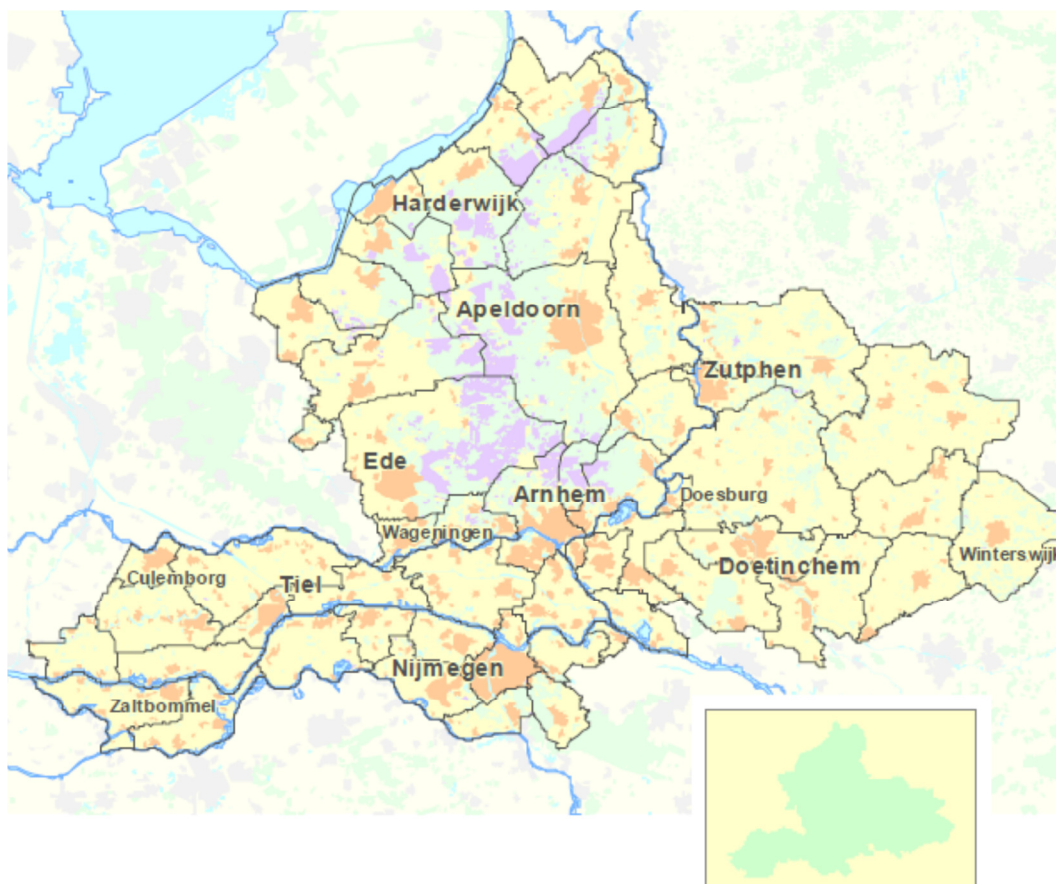 Harderwijk
Apeldoorn
Zutphen
Ede
Arnhem
Doesburg
Wageningen
Winterswijk
Culemborg
Tiel
Doetinchem
Nijmegen
Zaltbommel